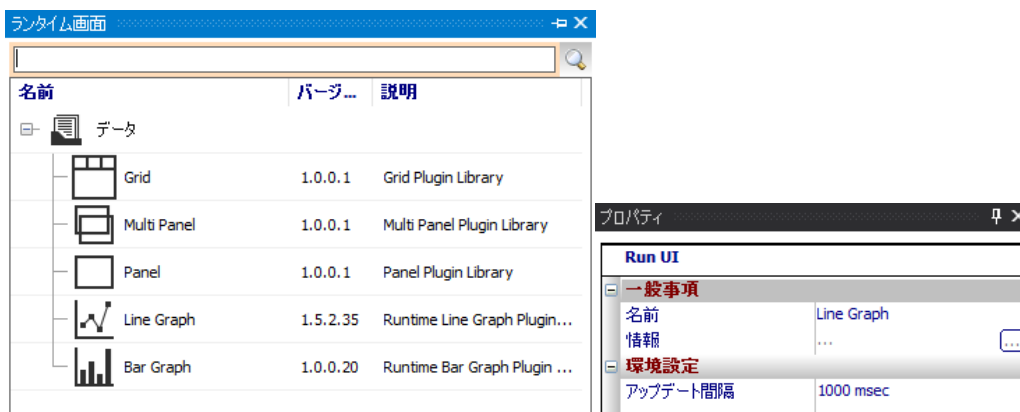 ランタイム画面
名前 バージ... 説明
データ
Grid 1.0.0.1 Grid Plugin Library
Multi Panel 1.0.0.1 Multi Panel Plugin Library
Panel 1.0.0.1 Panel Plugin Library
Line Graph 1.5.2.35 Runtime Line Graph Plugin...
Bar Graph 1.0.0.20 Runtime Bar Graph Plugin ...
プロパティ
Run UI
一般事項
名前 Line Graph
情報 ... ...
環境設定
アップデート間隔 1000 msec